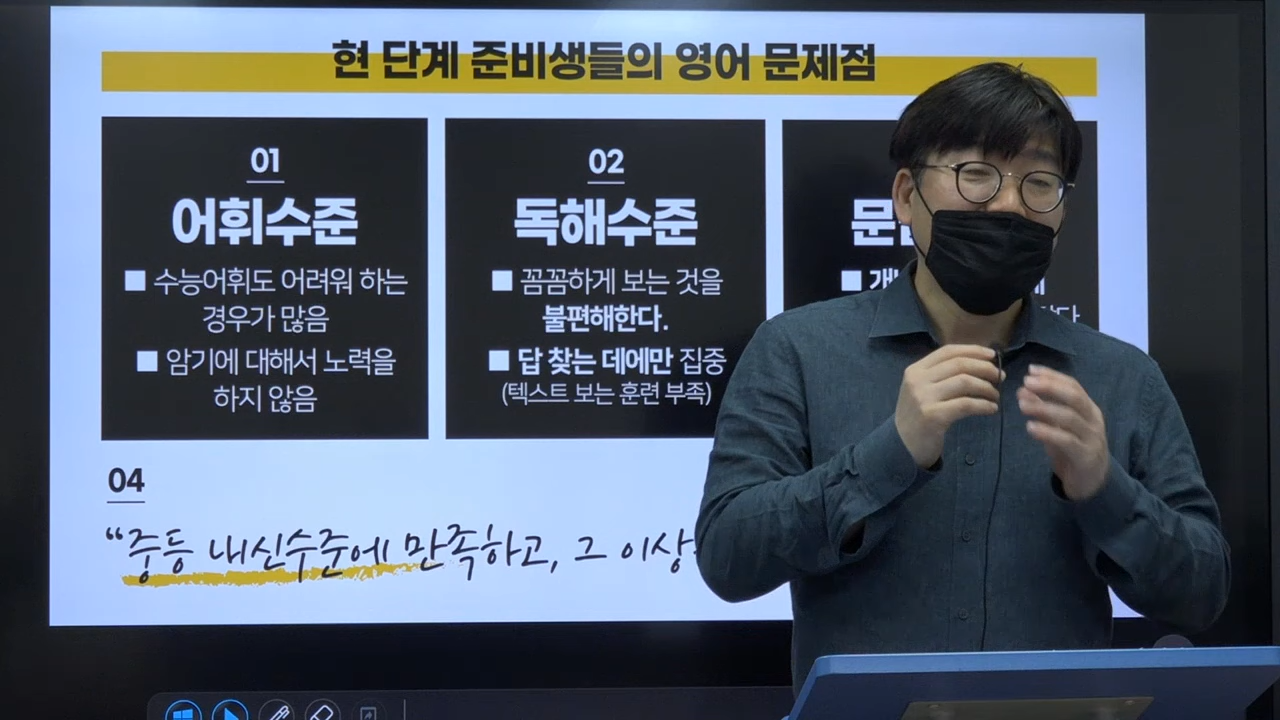 현 단계 준비생들의 영어 문제점
01
어휘수준
■ 수능어휘도 어려워 하는
경우가 많음
■ 암기에 대해서 노력을
하지 않음
02
독해수준
■ 꼼꼼하게 보는 것을
불편해한다.
■ 답 찾는 데에만 집중
(텍스트 보는 훈련 부족)
04
“중등 내신수준에 만족하고, 그 이상